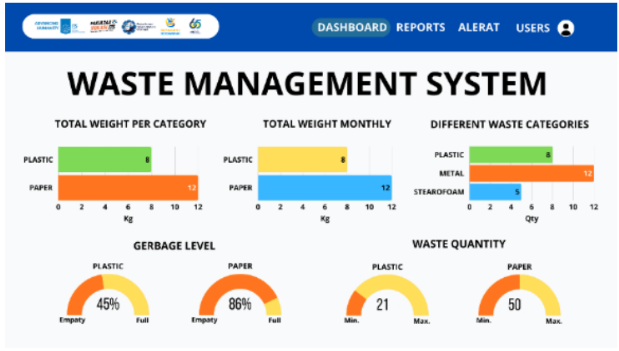 DASHBOARD REPORTS ALERAT USERS
WASTE MANAGEMENT SYSTEM
TOTAL WEIGHT PER CATEGORY
PLASTIC 8
PAPER 12
0 2 4 6 8 10 12
Kg
TOTAL WEIGHT MONTHLY
PLASTIC 8
PAPER 12
0 2 4 6 8 10 12
Kg
DIFFERENT WASTE CATEGORIES
PLASTIC 8
METAL 12
STEAROFOAM 5
0 2 4 6 8 10 12
Qty
GERBAGE LEVEL
PLASTIC
45%
Empaty Full
PAPER
86%
Empaty Full
WASTE QUANTITY
PLASTIC
21
Min. Max.
PAPER
50
Min. Max.